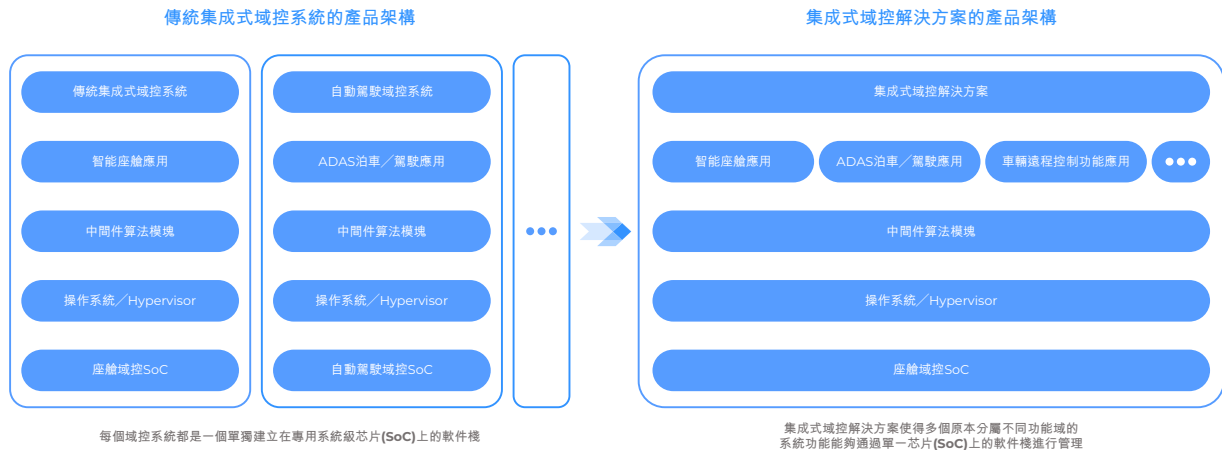 傳統集成式域控系統的產品架構
集成式域控解決方案的產品架構
傳統集成式域控系統
智能座艙應用
中間件算法模塊
操作系統／Hypervisor
座艙域控SoC
自動駕駛域控系統
ADAS泊車／駕駛應用
中間件算法模塊
操作系統／Hypervisor
自動駕駛域控SoC
集成式域控解決方案
智能座艙應用
ADAS泊車／駕駛應用
車輛遠程控制功能應用
中間件算法模塊
操作系統／Hypervisor
座艙域控SoC
每個域控系統都是一個單獨建立在專用系統級芯片(SoC)上的軟件棧
集成式域控解決方案使得多個原本分屬不同功能域的
系統功能能夠通過單一芯片(SoC)上的軟件棧進行管理